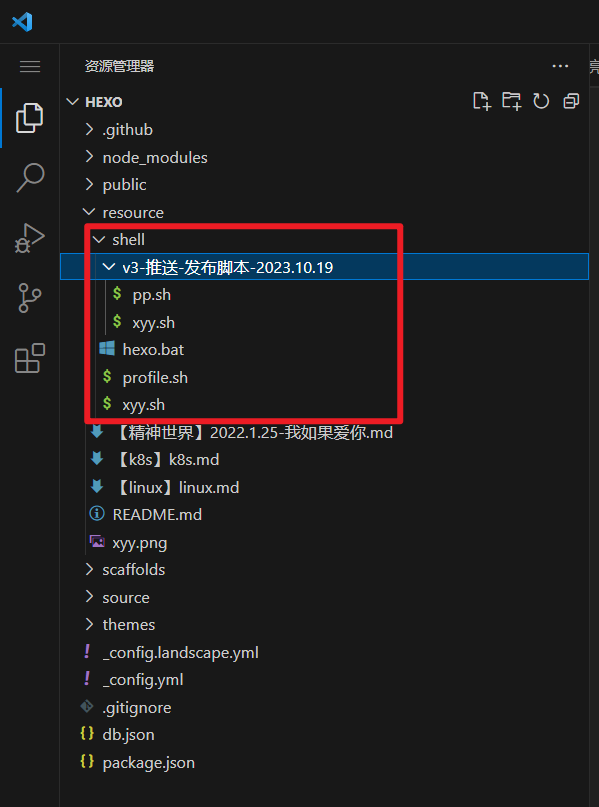 资源管理器
HEXO
.github
node_modules
public
resource
shell
v3-推送-发布脚本-2023.10.19
$ pp.sh
$ xyy.sh
hexo.bat
$ profile.sh
$ xyy.sh
【精神世界】2022.1.25-我如果爱你.md
【k8s】k8s.md
【linux】linux.md
README.md
xyy.png
scaffolds
source
themes
! _config.landscape.yml
! _config.yml
.gitignore
{} db.json
{} package.json